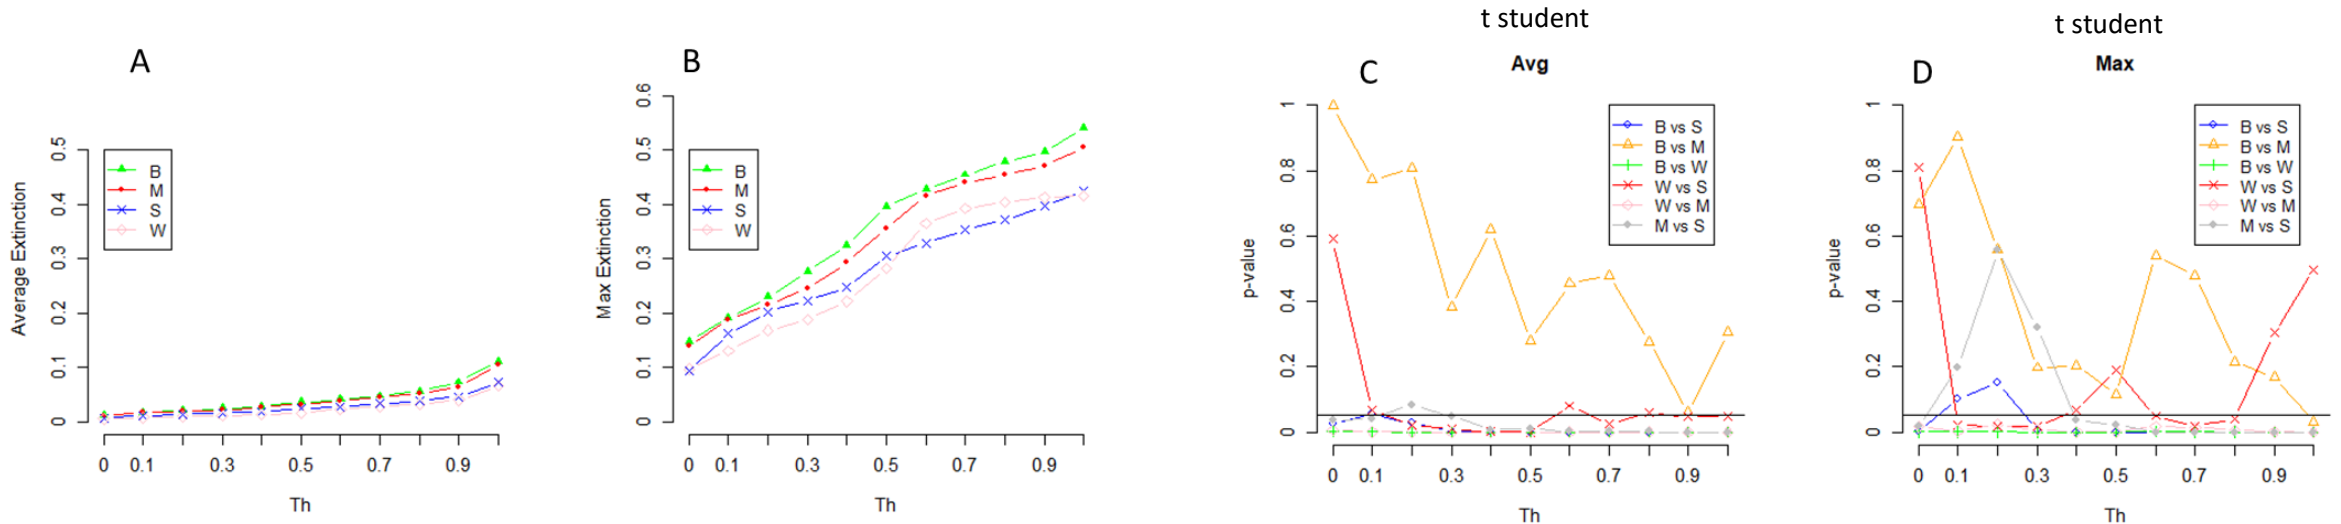 A
Average Extinction
0.5
0.4
0.3
0.2
0.1
0
B
M
S
W
0 0.1 0.3 0.5 0.7 0.9
Th
B
Max Extinction
0.6
0.5
0.4
0.3
0.2
0.1
0
B
M
S
W
0 0.1 0.3 0.5 0.7 0.9
Th
t student
C
Avg
p-value
1
0.8
0.6
0.4
0.2
0
B vs S
B vs M
B vs W
W vs S
W vs M
M vs S
0 0.1 0.3 0.5 0.7 0.9
Th
t student
D
Max
p-value
1
0.8
0.6
0.4
0.2
0
B vs S
B vs M
B vs W
W vs S
W vs M
M vs S
0 0.1 0.3 0.5 0.7 0.9
Th